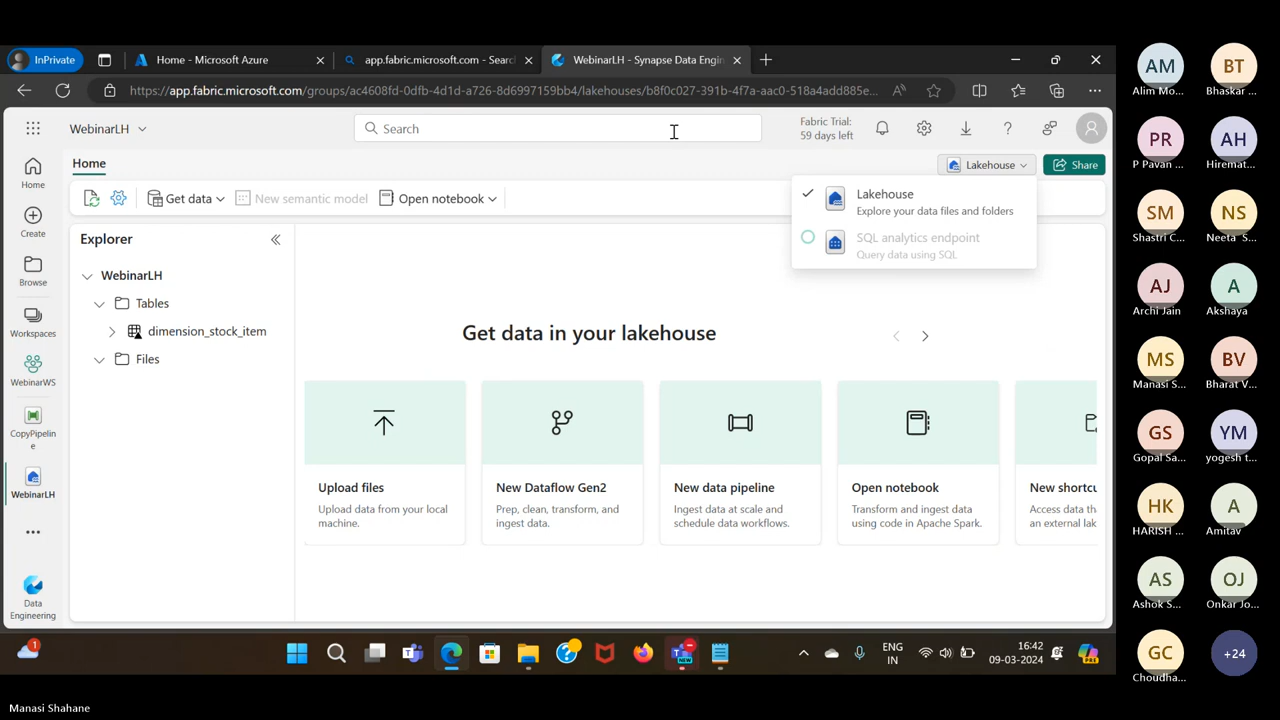 InPrivate
Home - Microsoft Azure
app.fabric.microsoft.com - Searc
WebinarLH - Synapse Data Engin
https://app.fabric.microsoft.com/groups/ac4608fd-0dfb-4d1d-a726-8d6997159bb4/lakehouses/b8f0c027-391b-4f7a-aac0-518a4add885e...
WebinarLH
Search
Fabric Trial:
59 days left
Home
Lakehouse
Share
Get data
New semantic model
Open notebook
Lakehouse
Explore your data files and folders
SQL analytics endpoint
Query data using SQL
Home
Create
Browse
Workspaces
WebinarWS
CopyPipelin
e
WebinarLH
Data
Engineering
Explorer
WebinarLH
Tables
dimension_stock_item
Files
Get data in your lakehouse
Upload files
Upload data from your local
machine.
New Dataflow Gen2
Prep, clean, transform, and
ingest data.
New data pipeline
Ingest data at scale and
schedule data workflows.
Open notebook
Transform and ingest data
using code in Apache Spark.
New shortcu
Access data tha
an external lak
1
NEW
ENG
IN
16:42
09-03-2024
PRE
AM
Alim Mo...
BT
Bhaskar ...
PR
P Pavan ...
AH
Hiremat...
SM
Shastri C...
NS
Neeta S...
AJ
Archi Jain
A
Akshaya
MS
Manasi S...
BV
Bharat V...
GS
Gopal Sa...
YM
yogesh t...
HK
HARISH ...
A
Amitav
AS
Ashok S...
OJ
Onkar Jo...
GC
Choudha...
+24
Manasi Shahane